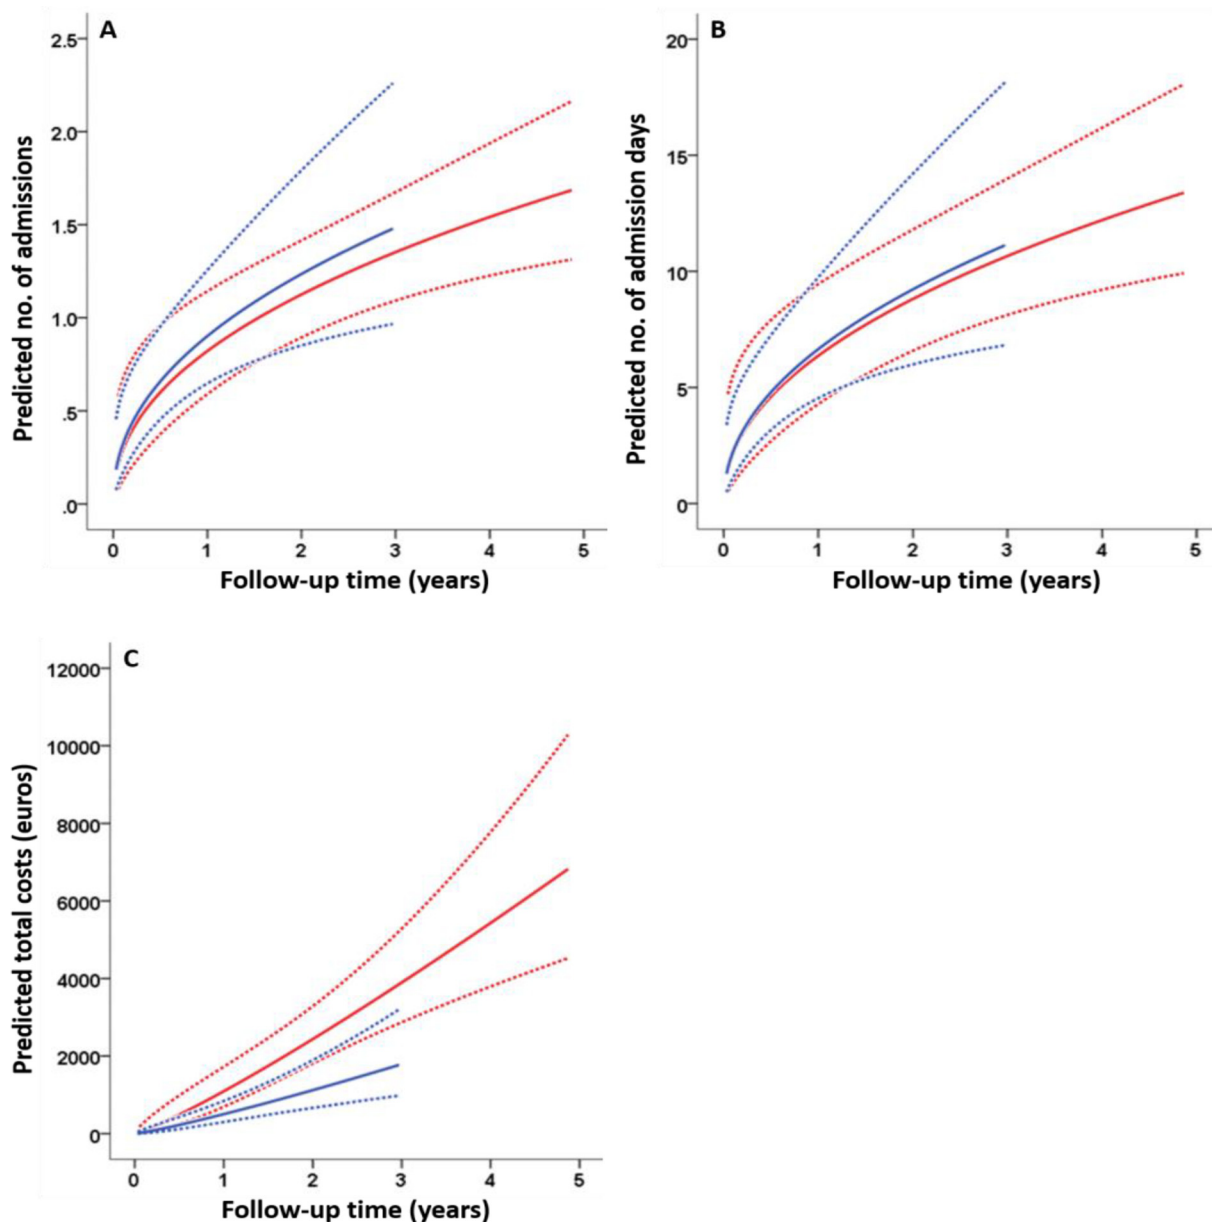 A
Predicted no. of admissions
2.5
2.0
1.5
1.0
.5
.0
0 1 2 3 4 5
Follow-up time (years)
B
Predicted no. of admission days
20
15
10
5
0
0 1 2 3 4 5
Follow-up time (years)
C
Predicted total costs (euros)
12000
10000
8000
6000
4000
2000
0
0 1 2 3 4 5
Follow-up time (years)